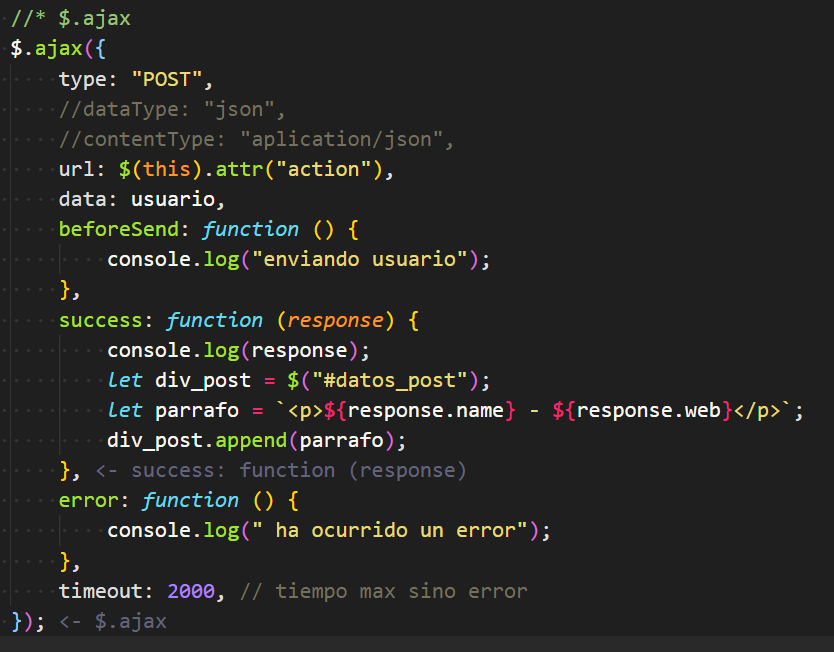 //* $.ajax
$.ajax({
type: "POST",
//dataType: "json",
//contentType: "aplication/json",
url: $(this).attr("action"),
data: usuario,
beforeSend: function () {
console.log("enviando usuario");
},
success: function (response) {
console.log(response);
let div_post = $("#datos_post");
let parrafo = `<p>${response.name} - ${response.web}</p>`;
div_post.append(parrafo);
}, <- success: function (response)
error: function () {
console.log(" ha ocurrido un error");
},
timeout: 2000, // tiempo max sino error
}); <- $.ajax